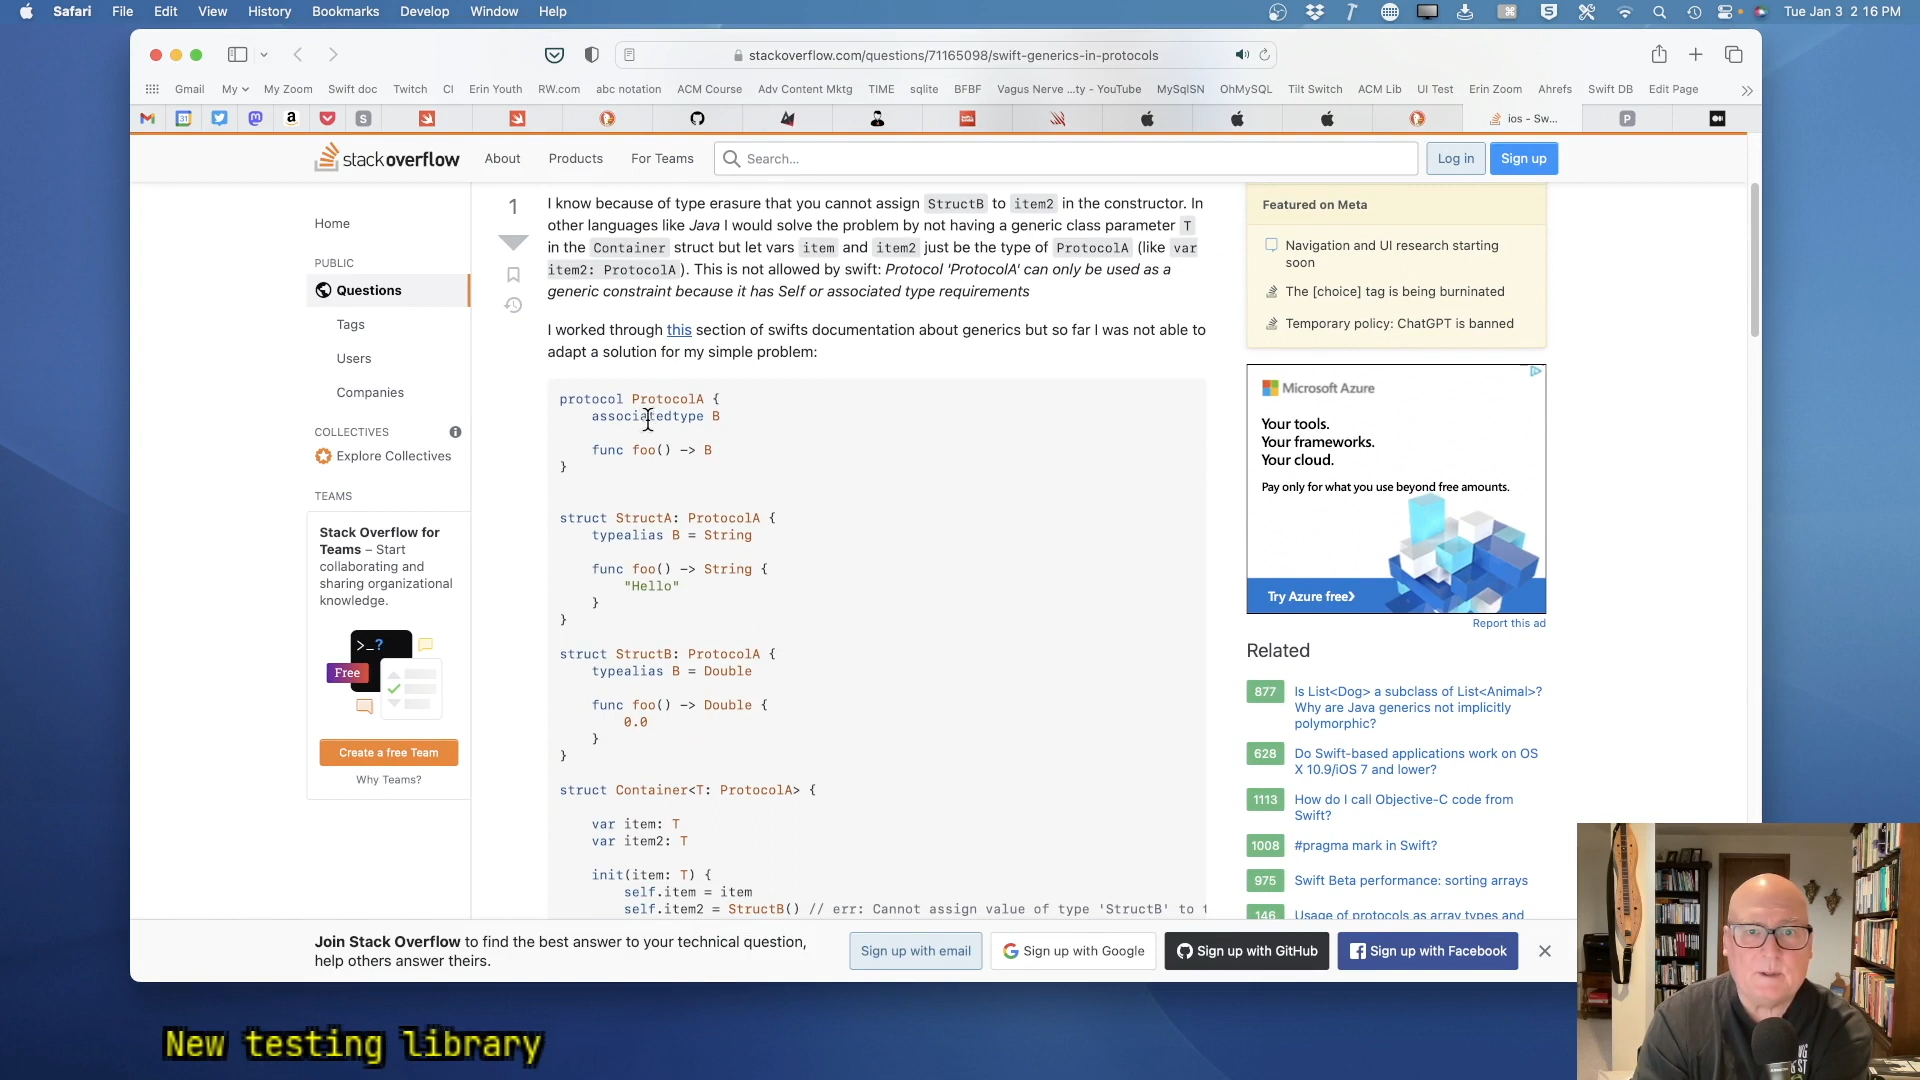 Safari File Edit View History Bookmarks Develop Window Help Tue Jan 3 2:16 PM
stackoverflow.com/questions/71165098/swift-generics-in-protocols
Gmail My My Zoom Swift doc Twitch CI Erin Youth RW.com abc notation ACM Course Adv Content Mktg TIME sqlite BFBF Vagus Nerve ...ty - YouTube MySqlSN OhMySQL Tilt Switch ACM Lib UI Test Erin Zoom Ahrefs Swift DB Edit Page
ios - Sw...
stackoverflow About Products For Teams Search... Log in Sign up
Home
PUBLIC
Questions
Tags
Users
Companies
COLLECTIVES
Explore Collectives
TEAMS
Stack Overflow for
Teams – Start
collaborating and
sharing organizational
knowledge.
>_?
Free
Create a free Team
Why Teams?
1
I know because of type erasure that you cannot assign StructB to item2 in the constructor. In
other languages like Java I would solve the problem by not having a generic class parameter T
in the Container struct but let vars item and item2 just be the type of ProtocolA (like var
item2: ProtocolA). This is not allowed by swift: Protocol 'ProtocolA' can only be used as a
generic constraint because it has Self or associated type requirements
I worked through this section of swifts documentation about generics but so far I was not able to
adapt a solution for my simple problem:
protocol ProtocolA {
associatedtype B
func foo() -> B
}
struct StructA: ProtocolA {
typealias B = String
func foo() -> String {
"Hello"
}
}
struct StructB: ProtocolA {
typealias B = Double
func foo() -> Double {
0.0
}
}
struct Container<T: ProtocolA> {
var item: T
var item2: T
init(item: T) {
self.item = item
self.item2 = StructB() // err: Cannot assign value of type 'StructB' to t
Featured on Meta
Navigation and UI research starting
soon
The [choice] tag is being burninated
Temporary policy: ChatGPT is banned
Microsoft Azure
Your tools.
Your frameworks.
Your cloud.
Pay only for what you use beyond free amounts.
Try Azure free>
Report this ad
Related
877 Is List<Dog> a subclass of List<Animal>?
Why are Java generics not implicitly
polymorphic?
628 Do Swift-based applications work on OS
X 10.9/iOS 7 and lower?
1113 How do I call Objective-C code from
Swift?
1008 #pragma mark in Swift?
975 Swift Beta performance: sorting arrays
146 Usage of protocols as array types and
Join Stack Overflow to find the best answer to your technical question,
help others answer theirs.
Sign up with email Sign up with Google Sign up with GitHub Sign up with Facebook
New testing library